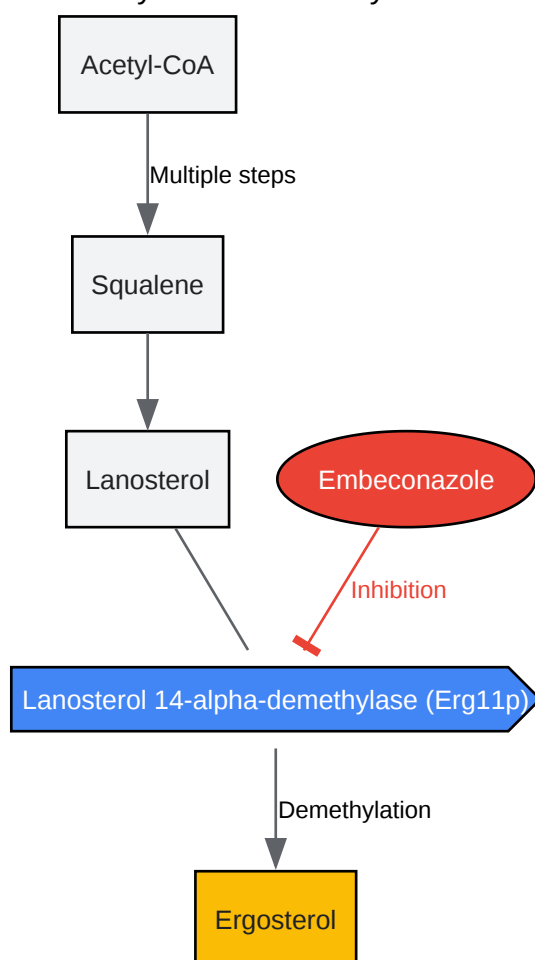 Acetyl-CoA
Multiple steps
Squalene
Lanosterol
Embeconazole
Inhibition
Lanosterol 14-alpha-demethylase (Erg11p)
Demethylation
Ergosterol